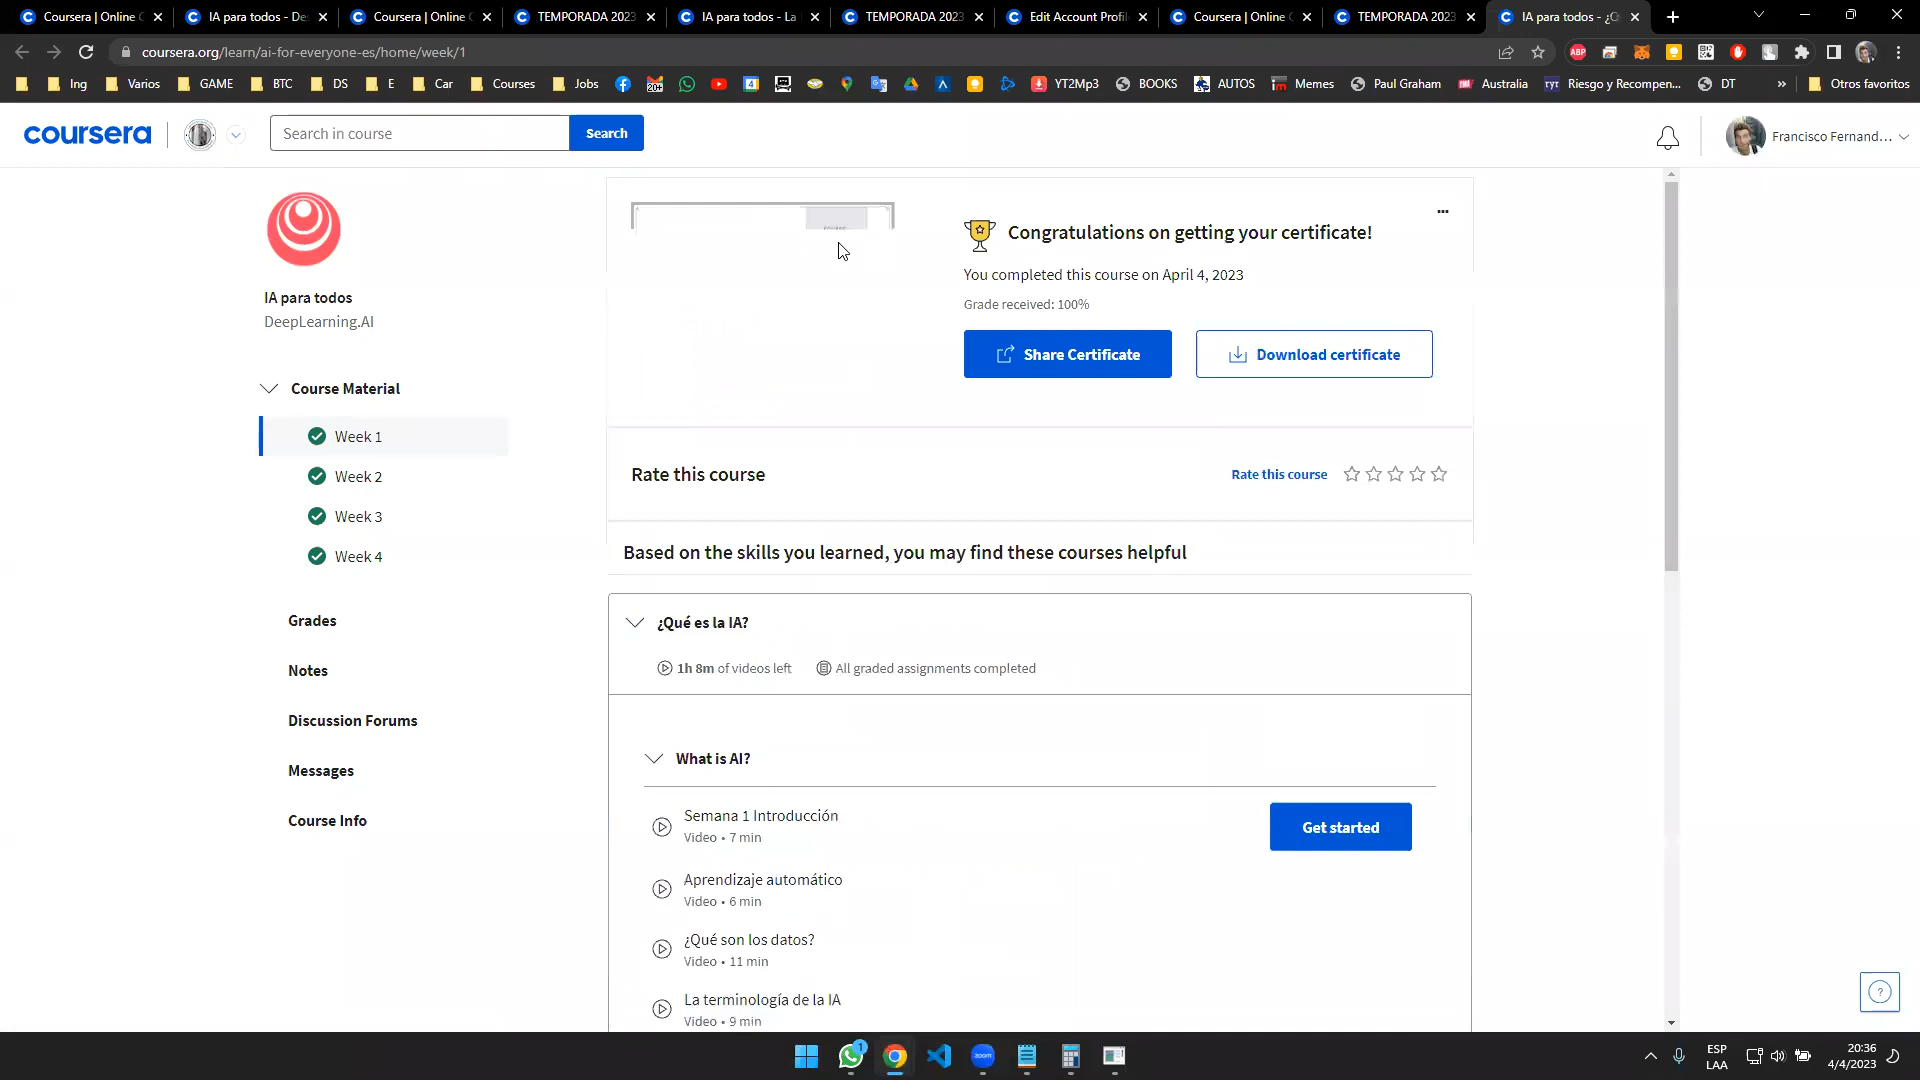 Coursera | Online C
IA para todos - De
Coursera | Online C
TEMPORADA 2023
IA para todos - La
TEMPORADA 2023
Edit Account Profil
Coursera | Online C
TEMPORADA 2023
IA para todos - ¿Q
coursera.org/learn/ai-for-everyone-es/home/week/1
ABP
Ing
Varios
GAME
BTC
DS
E
Car
Courses
Jobs
20+
4
YT2Mp3
BOOKS
AUTOS
Memes
Paul Graham
Australia
TYT
Riesgo y Recompen...
DT
»
Otros favoritos
coursera
Search in course
Search
Francisco Fernand...
IA para todos
DeepLearning.AI
Course Material
Week 1
Week 2
Week 3
Week 4
Grades
Notes
Discussion Forums
Messages
Course Info
Congratulations on getting your certificate!
You completed this course on April 4, 2023
Grade received: 100%
Share Certificate
Download certificate
Rate this course
Rate this course
Based on the skills you learned, you may find these courses helpful
¿Qué es la IA?
1h 8m of videos left
All graded assignments completed
What is AI?
Semana 1 Introducción
Video • 7 min
Get started
Aprendizaje automático
Video • 6 min
¿Qué son los datos?
Video • 11 min
La terminología de la IA
Video • 9 min
?
1
zoom
ESP
LAA
20:36
4/4/2023